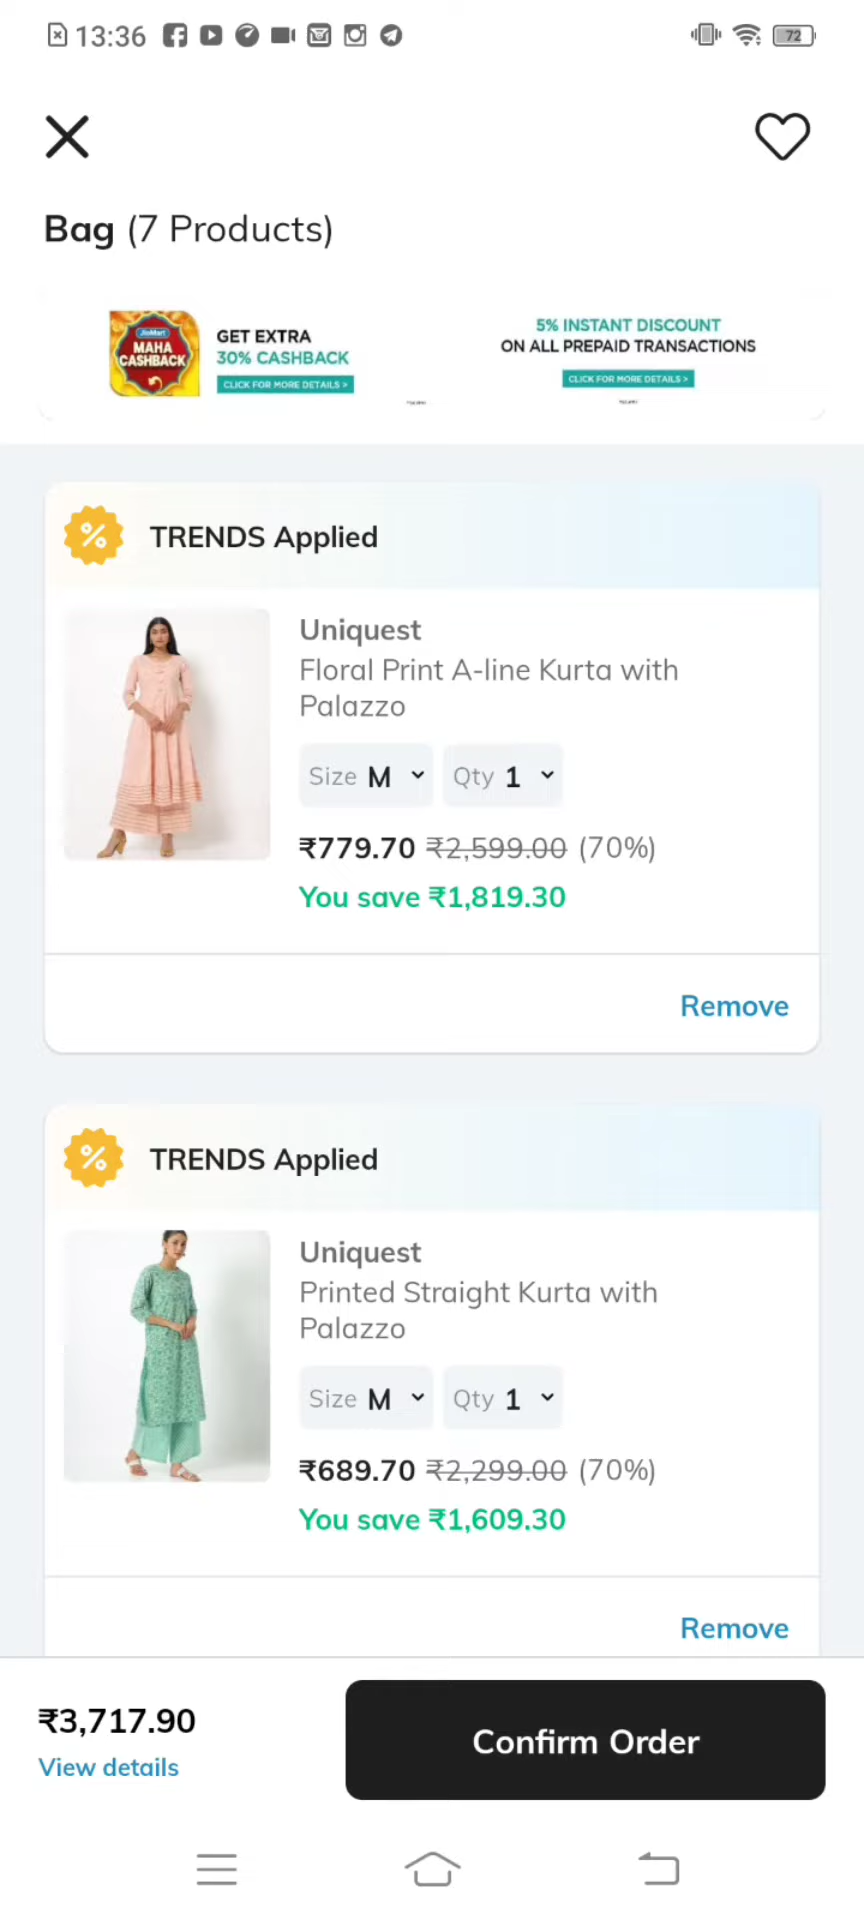 13:36
72
Bag (7 Products)
JioMart
MAHA
CASHBACK
GET EXTRA
30% CASHBACK
CLICK FOR MORE DETAILS >
5% INSTANT DISCOUNT
ON ALL PREPAID TRANSACTIONS
CLICK FOR MORE DETAILS >
% TRENDS Applied
Uniquest
Floral Print A-line Kurta with
Palazzo
Size M Qty 1
₹779.70 ₹2,599.00 (70%)
You save ₹1,819.30
Remove
% TRENDS Applied
Uniquest
Printed Straight Kurta with
Palazzo
Size M Qty 1
₹689.70 ₹2,299.00 (70%)
You save ₹1,609.30
Remove
₹3,717.90
View details
Confirm Order